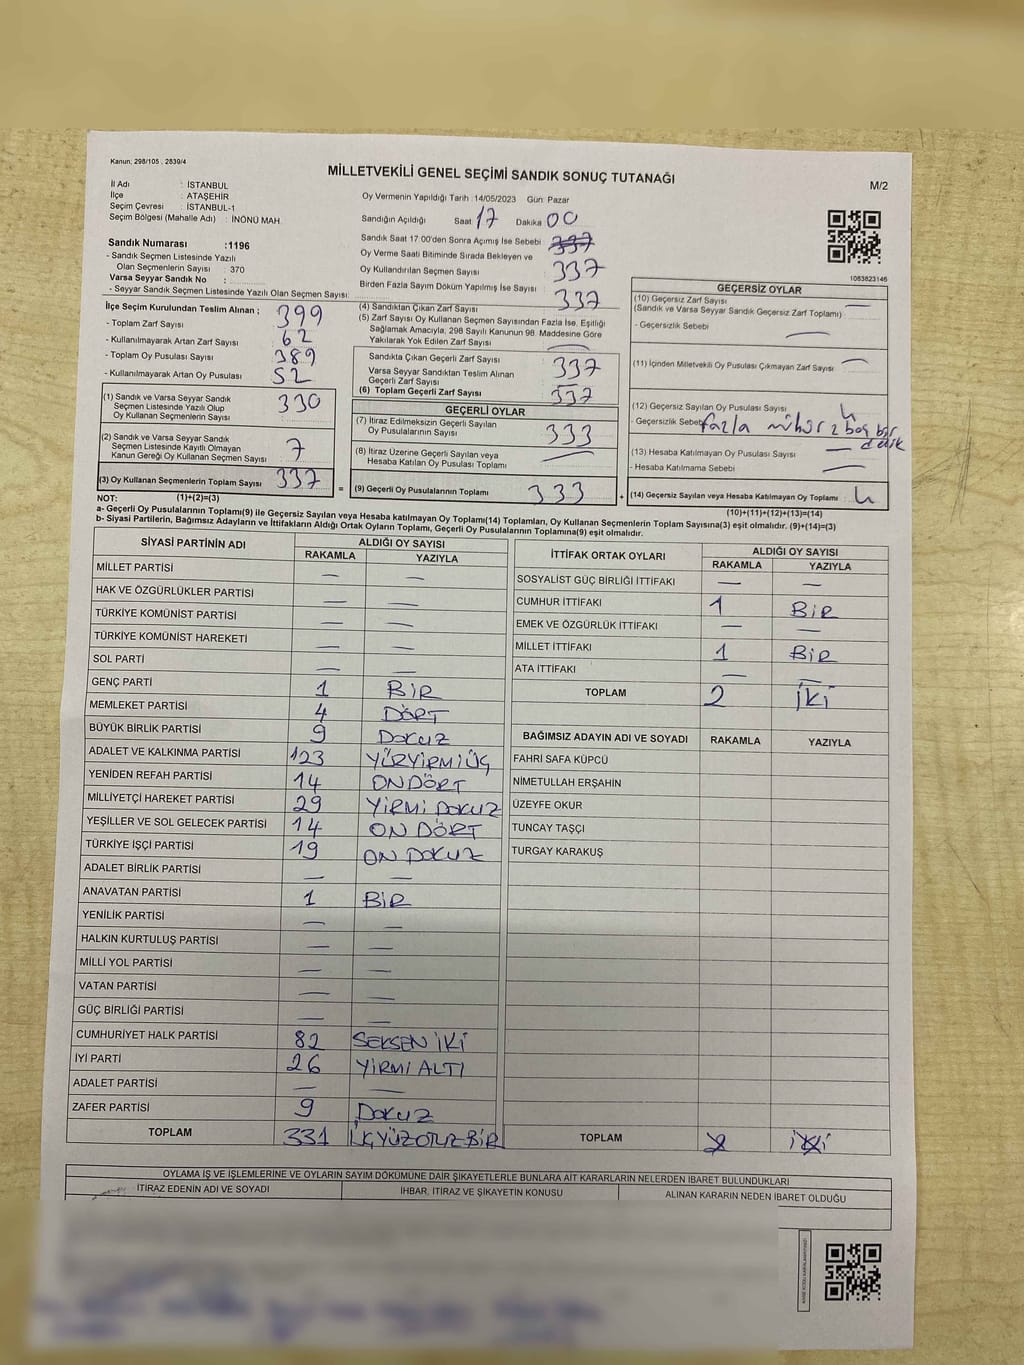 Kanun; 298/105 , 2839/4
MİLLETVEKİLİ GENEL SEÇİMİ SANDIK SONUÇ TUTANAĞI
M/2
İl Adı : İSTANBUL
İlçe : ATAŞEHİR
Seçim Çevresi : İSTANBUL-1
Seçim Bölgesi (Mahalle Adı) : İNÖNÜ MAH.
Oy Vermenin Yapıldığı Tarih : 14/05/2023 Gün: Pazar
Sandığın Açıldığı Saat 17 Dakika 00
Sandık Saat 17:00'den Sonra Açımış İse Sebebi 337
Oy Verme Saati Bitiminde Sırada Bekleyen ve
Oy Kullandırılan Seçmen Sayısı 337
Birden Fazla Sayım Döküm Yapılmış İse Sayısı 337
Sandık Numarası :1196
- Sandık Seçmen Listesinde Yazılı
Olan Seçmenlerin Sayısı : 370
Varsa Seyyar Sandık No :
- Seyyar Sandık Seçmen Listesinde Yazılı Olan Seçmen Sayısı:
1083823146
İlçe Seçim Kurulundan Teslim Alınan ;
- Toplam Zarf Sayısı 399
- Kullanılmayarak Artan Zarf Sayısı 62
- Toplam Oy Pusulası Sayısı 389
- Kullanılmayarak Artan Oy Pusulası 52
(1) Sandık ve Varsa Seyyar Sandık
Seçmen Listesinde Yazılı Olup
Oy Kullanan Seçmenlerin Sayısı : 330
(2) Sandık ve Varsa Seyyar Sandık
Seçmen Listesinde Kayıtlı Olmayan
Kanun Gereği Oy Kullanan Seçmen Sayısı : 7
(3) Oy Kullanan Seçmenlerin Toplam Sayısı : 337
(4) Sandıktan Çıkan Zarf Sayısı
(5) Zarf Sayısı Oy Kullanan Seçmen Sayısından Fazla İse, Eşitliği
Sağlamak Amacıyla, 298 Sayılı Kanunun 98. Maddesine Göre
Yakılarak Yok Edilen Zarf Sayısı —
Sandıkta Çıkan Geçerli Zarf Sayısı 337
Varsa Seyyar Sandıktan Teslim Alınan
Geçerli Zarf Sayısı —
(6) Toplam Geçerli Zarf Sayısı 337
GEÇERLİ OYLAR
(7) İtiraz Edilmeksizin Geçerli Sayılan
Oy Pusulalarının Sayısı 333
(8) İtiraz Üzerine Geçerli Sayılan veya
Hesaba Katılan Oy Pusulası Toplamı —
= (9) Geçerli Oy Pusulalarının Toplamı 333 +
GEÇERSİZ OYLAR
(10) Geçersiz Zarf Sayısı —
(Sandık ve Varsa Seyyar Sandık Geçersiz Zarf Toplamı)
- Geçersizlik Sebebi —
(11) İçinden Milletvekili Oy Pusulası Çıkmayan Zarf Sayısı —
(12) Geçersiz Sayılan Oy Pusulası Sayısı 4
- Geçersizlik Sebebi fazla mühür 2 boş bir
(13) Hesaba Katılmayan Oy Pusulası Sayısı —
- Hesaba Katılmama Sebebi —
(14) Geçersiz Sayılan veya Hesaba Katılmayan Oy Toplamı 4
NOT: (1)+(2)=(3)
(10)+(11)+(12)+(13)=(14)
a- Geçerli Oy Pusulalarının Toplamı(9) ile Geçersiz Sayılan veya Hesaba katılmayan Oy Toplamı(14) Toplamları, Oy Kullanan Seçmenlerin Toplam Sayısına(3) eşit olmalıdır. (9)+(14)=(3)
b- Siyasi Partilerin, Bağımsız Adayların ve İttifakların Aldığı Ortak Oyların Toplamı, Geçerli Oy Pusulalarının Toplamına(9) eşit olmalıdır.
SİYASİ PARTİNİN ADI ALDIĞI OY SAYISI
RAKAMLA YAZIYLA
MİLLET PARTİSİ — —
HAK VE ÖZGÜRLÜKLER PARTİSİ — —
TÜRKİYE KOMÜNİST PARTİSİ — —
TÜRKİYE KOMÜNİST HAREKETİ — —
SOL PARTİ — —
GENÇ PARTİ 1 BİR
MEMLEKET PARTİSİ 4 DÖRT
BÜYÜK BİRLİK PARTİSİ 9 DOKUZ
ADALET VE KALKINMA PARTİSİ 123 YÜRYİRMİÜÇ
YENİDEN REFAH PARTİSİ 14 ONDÖRT
MİLLİYETÇİ HAREKET PARTİSİ 29 YİRMİ DOKUZ
YEŞİLLER VE SOL GELECEK PARTİSİ 14 ON DÖRT
TÜRKİYE İŞÇİ PARTİSİ 19 ON DOKUZ
ADALET BİRLİK PARTİSİ — —
ANAVATAN PARTİSİ 1 BİR
YENİLİK PARTİSİ — —
HALKIN KURTULUŞ PARTİSİ — —
MİLLİ YOL PARTİSİ — —
VATAN PARTİSİ — —
GÜÇ BİRLİĞİ PARTİSİ — —
CUMHURİYET HALK PARTİSİ 82 SEKSEN İKİ
İYİ PARTİ 26 YİRMİ ALTI
ADALET PARTİSİ — —
ZAFER PARTİSİ 9 DOKUZ
TOPLAM 331 ÜÇYÜZOTUZBİR
İTTİFAK ORTAK OYLARI ALDIĞI OY SAYISI
RAKAMLA YAZIYLA
SOSYALİST GÜÇ BİRLİĞİ İTTİFAKI — —
CUMHUR İTTİFAKI 1 BİR
EMEK VE ÖZGÜRLÜK İTTİFAKI — —
MİLLET İTTİFAKI 1 BİR
ATA İTTİFAKI — —
TOPLAM 2 İKİ
BAĞIMSIZ ADAYIN ADI VE SOYADI RAKAMLA YAZIYLA
FAHRİ SAFA KÜPCÜ
NİMETULLAH ERŞAHİN
ÜZEYFE OKUR
TUNCAY TAŞÇI
TURGAY KARAKUŞ
TOPLAM 2 İKİ
OYLAMA İŞ VE İŞLEMLERİNE VE OYLARIN SAYIM DÖKÜMÜNE DAİR ŞİKAYETLERLE BUNLARA AİT KARARLARIN NELERDEN İBARET BULUNDUKLARI
İTİRAZ EDENİN ADI VE SOYADI İHBAR, İTİRAZ VE ŞİKAYETİN KONUSU ALINAN KARARIN NEDEN İBARET OLDUĞU